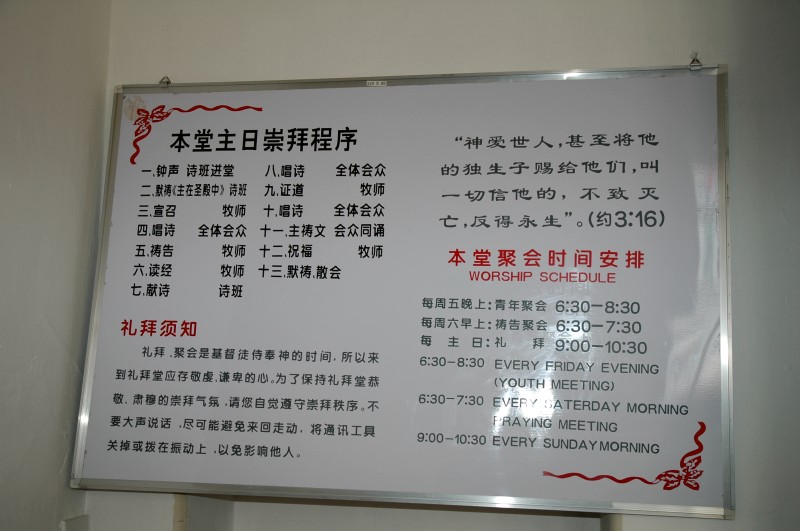 本堂主日崇拜程序
一.钟声 诗班进堂
二.默祷《主在圣殿中》诗班
三.宣召 牧师
四.唱诗 全体会众
五.祷告 牧师
六.读经 牧师
七.献诗 诗班
八.唱诗 全体会众
九.证道 牧师
十.唱诗 全体会众
十一.主祷文 会众同诵
十二.祝福 牧师
十三.默祷,散会
礼拜须知
礼拜、聚会是基督徒侍奉神的时间,所以来
到礼拜堂应存敬虔,谦卑的心。为了保持礼拜堂恭
敬、肃穆的崇拜气氛,请您自觉遵守崇拜秩序。不
要大声说话,尽可能避免来回走动,将通讯工具
关掉或拨在振动上,以免影响他人。
“神爱世人,甚至将他
的独生子赐给他们,叫
一切信他的,不致灭
亡,反得永生”。(约3:16)
本堂聚会时间安排
WORSHIP SCHEDULE
每周五晚上:青年聚会 6:30—8:30
每周六早上:祷告聚会 6:30—7:30
每 主 日:礼 拜 9:00—10:30
6:30—8:30 EVERY FRIDAY EVENING
(YOUTH MEETING)
6:30—7:30 EVERY SATERDAY MORNING
PRAYING MEETING
9:00—10:30 EVERY SUNDAY MORNING